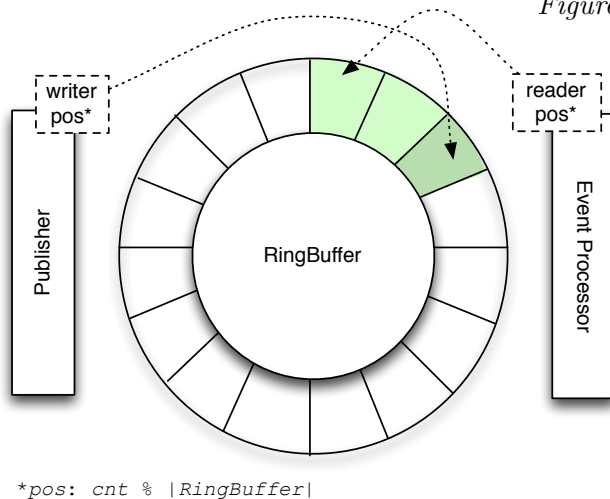 Figure
writer
pos*
reader
pos*
Publisher
RingBuffer
Event Processor
*pos: cnt % |RingBuffer|